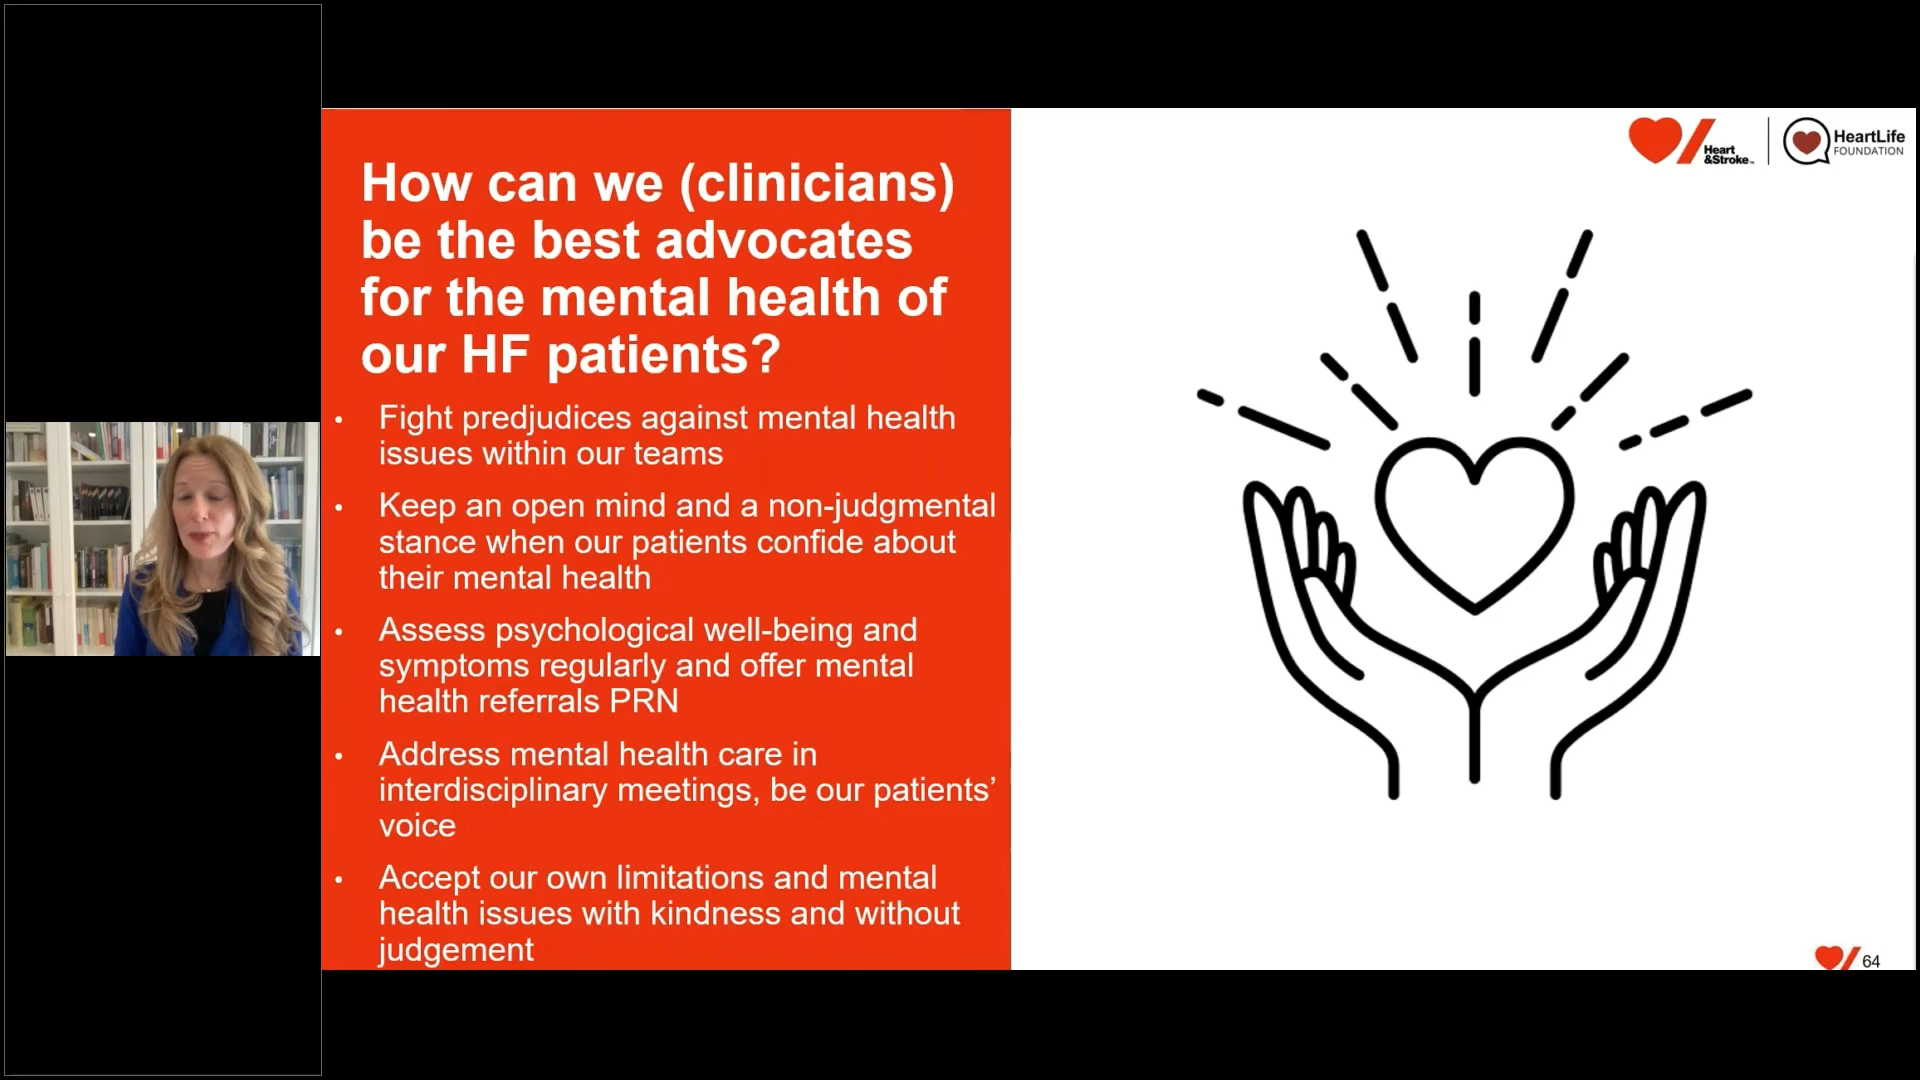 How can we (clinicians)
be the best advocates
for the mental health of
our HF patients?
• Fight predjudices against mental health
issues within our teams
• Keep an open mind and a non-judgmental
stance when our patients confide about
their mental health
• Assess psychological well-being and
symptoms regularly and offer mental
health referrals PRN
• Address mental health care in
interdisciplinary meetings, be our patients’
voice
• Accept our own limitations and mental
health issues with kindness and without
judgement
Heart
&Stroke™
HeartLife
FOUNDATION
64